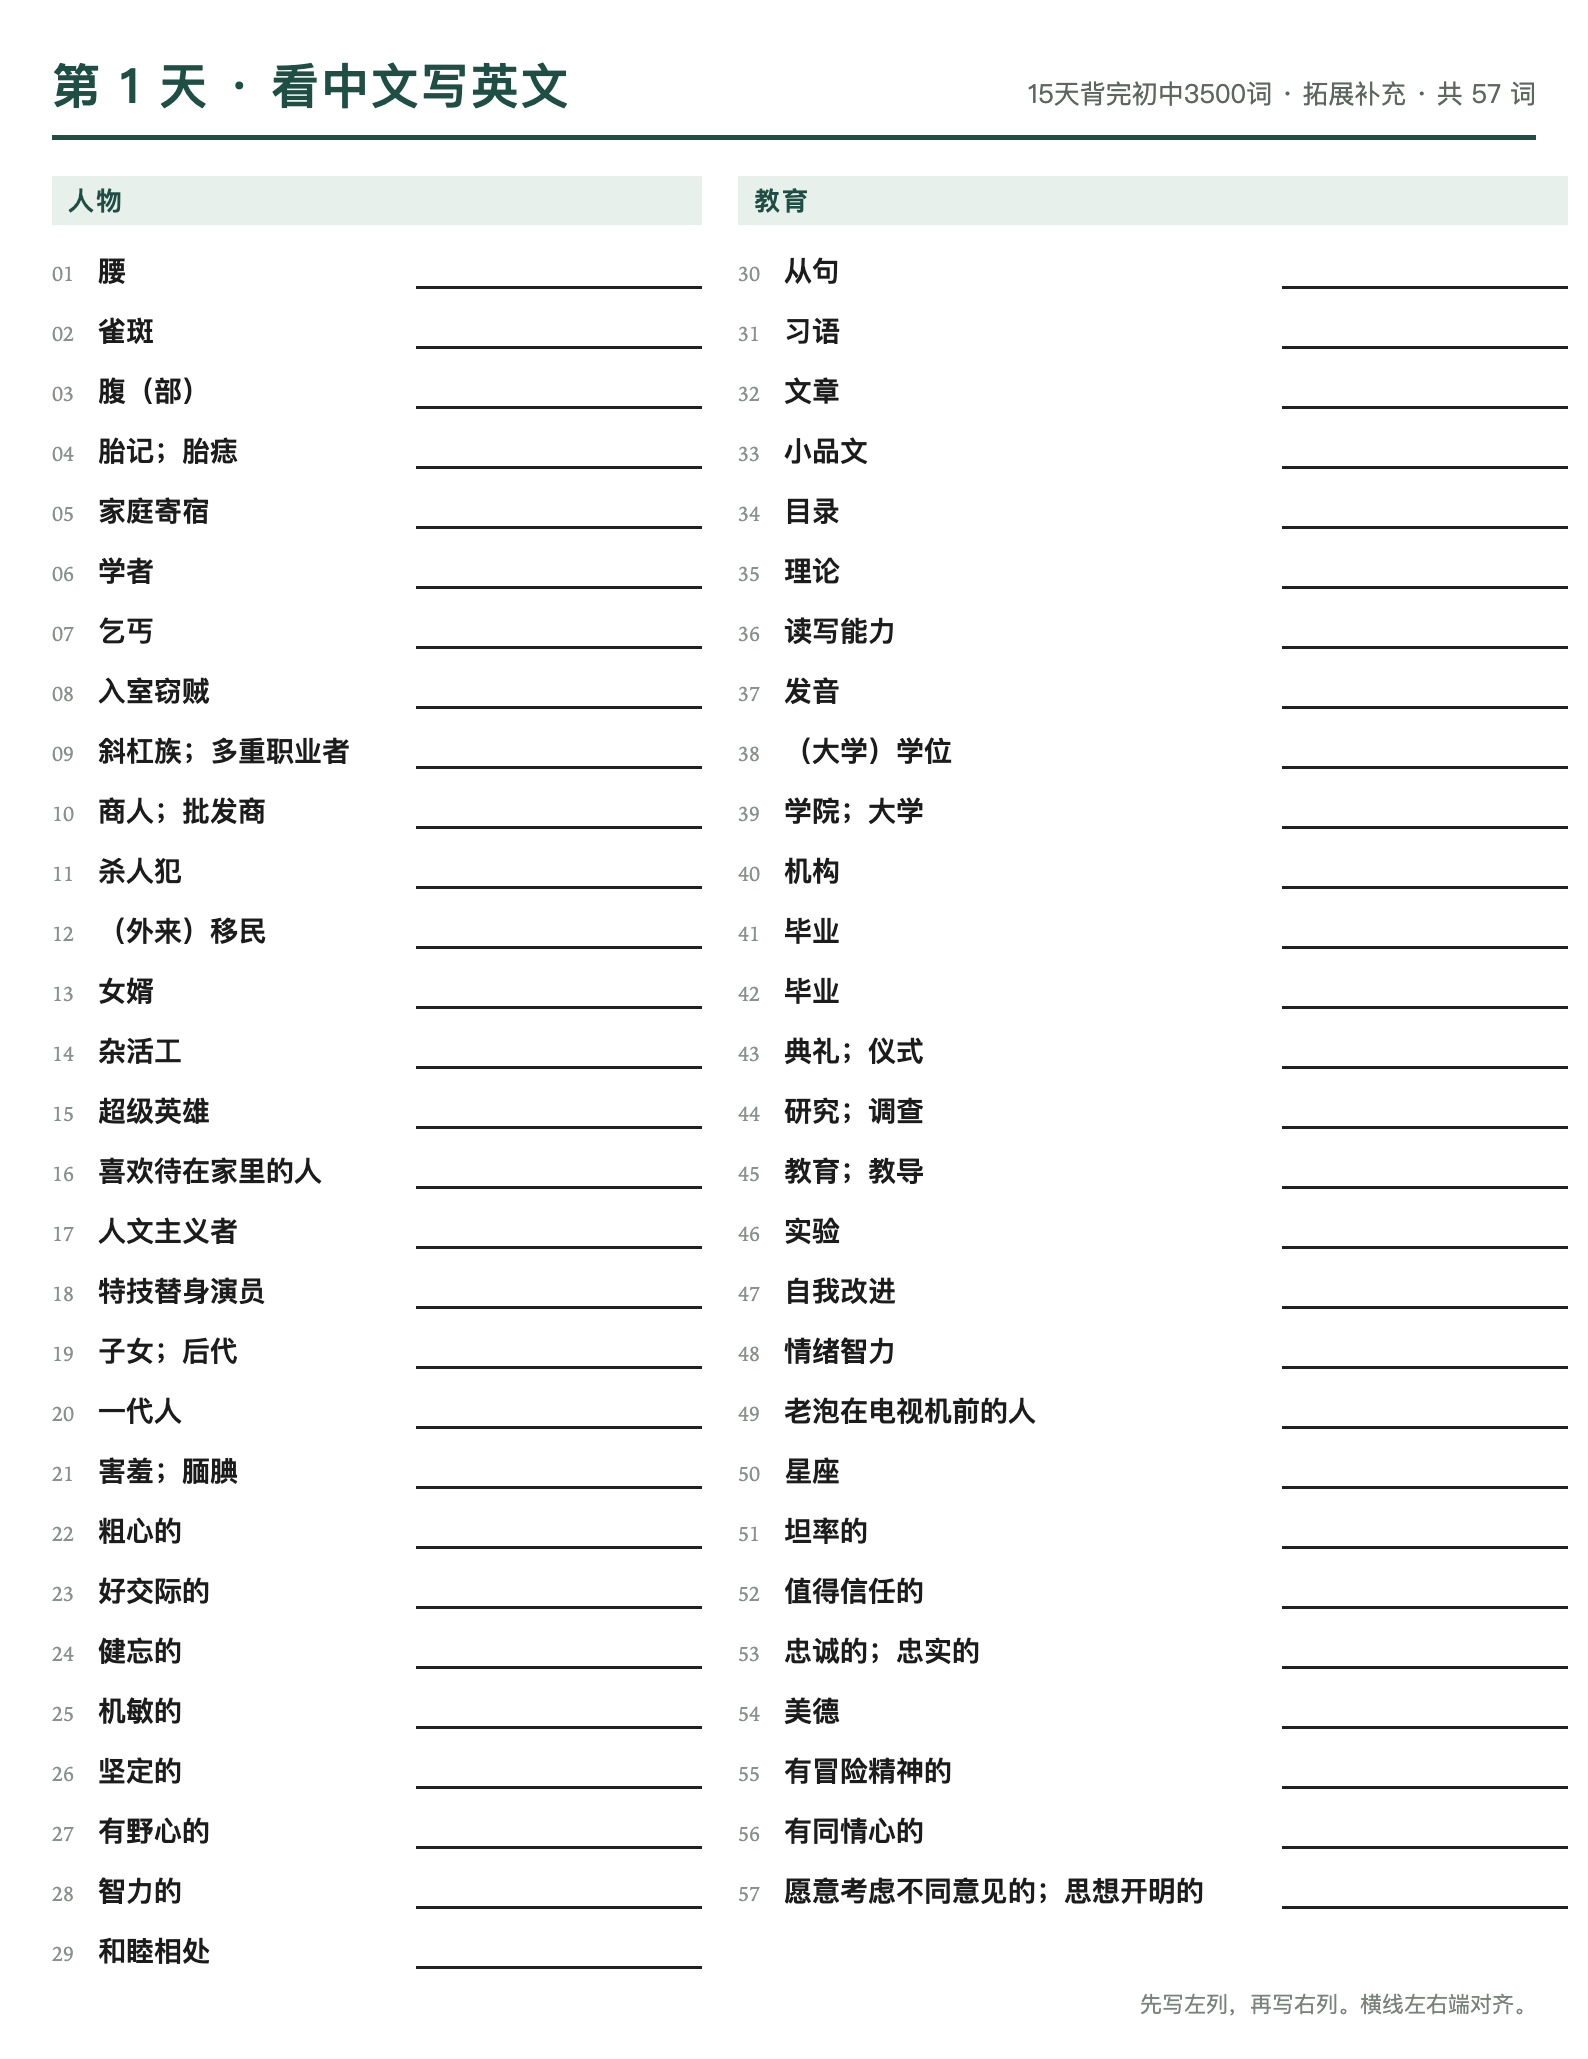 第 1 天 · 看中文写英文
15天背完初中3500词 · 拓展补充 · 共 57 词
人物
01 腰
02 雀斑
03 腹（部）
04 胎记；胎痣
05 家庭寄宿
06 学者
07 乞丐
08 入室窃贼
09 斜杠族；多重职业者
10 商人；批发商
11 杀人犯
12 （外来）移民
13 女婿
14 杂活工
15 超级英雄
16 喜欢待在家里的人
17 人文主义者
18 特技替身演员
19 子女；后代
20 一代人
21 害羞；腼腆
22 粗心的
23 好交际的
24 健忘的
25 机敏的
26 坚定的
27 有野心的
28 智力的
29 和睦相处
教育
30 从句
31 习语
32 文章
33 小品文
34 目录
35 理论
36 读写能力
37 发音
38 （大学）学位
39 学院；大学
40 机构
41 毕业
42 毕业
43 典礼；仪式
44 研究；调查
45 教育；教导
46 实验
47 自我改进
48 情绪智力
49 老泡在电视机前的人
50 星座
51 坦率的
52 值得信任的
53 忠诚的；忠实的
54 美德
55 有冒险精神的
56 有同情心的
57 愿意考虑不同意见的；思想开明的
先写左列，再写右列。横线左右端对齐。